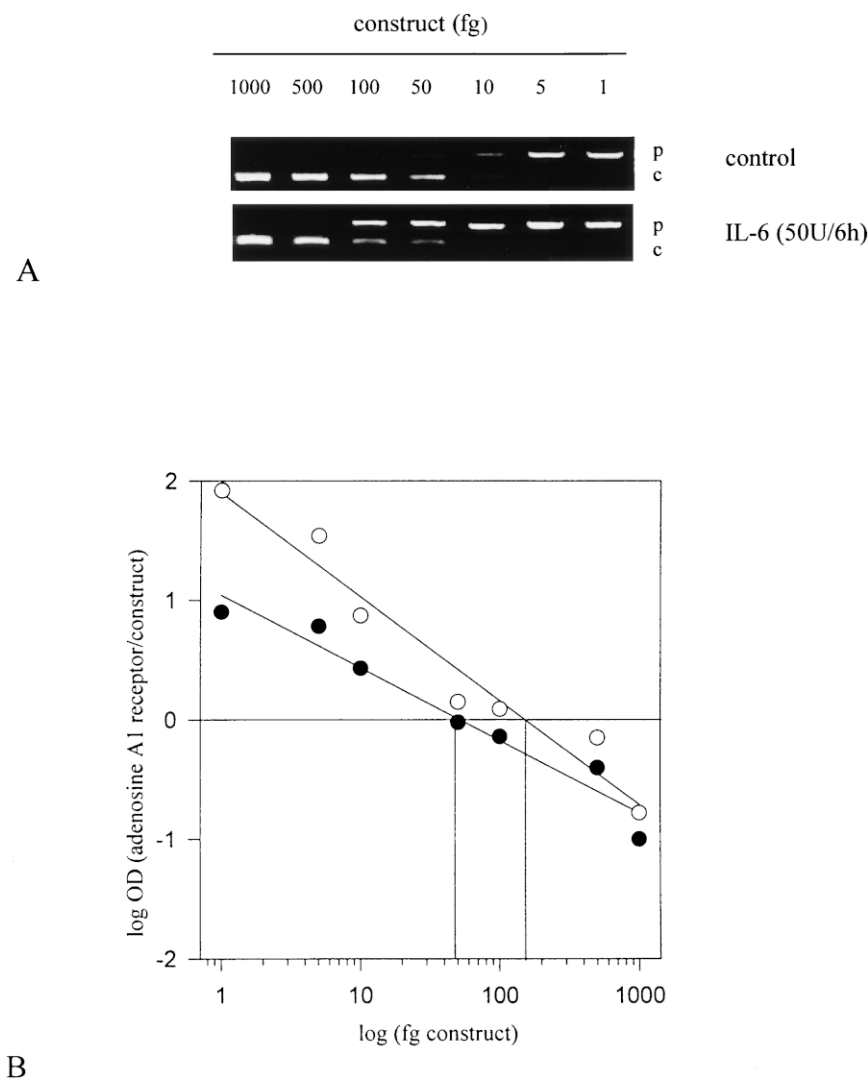 construct (fg)
1000 500 100 50 10 5 1
p
c
control
p
c
IL-6 (50U/6h)
A
2
1
0
-1
-2
log OD (adenosine A1 receptor/construct)
1 10 100 1000
log (fg construct)
B